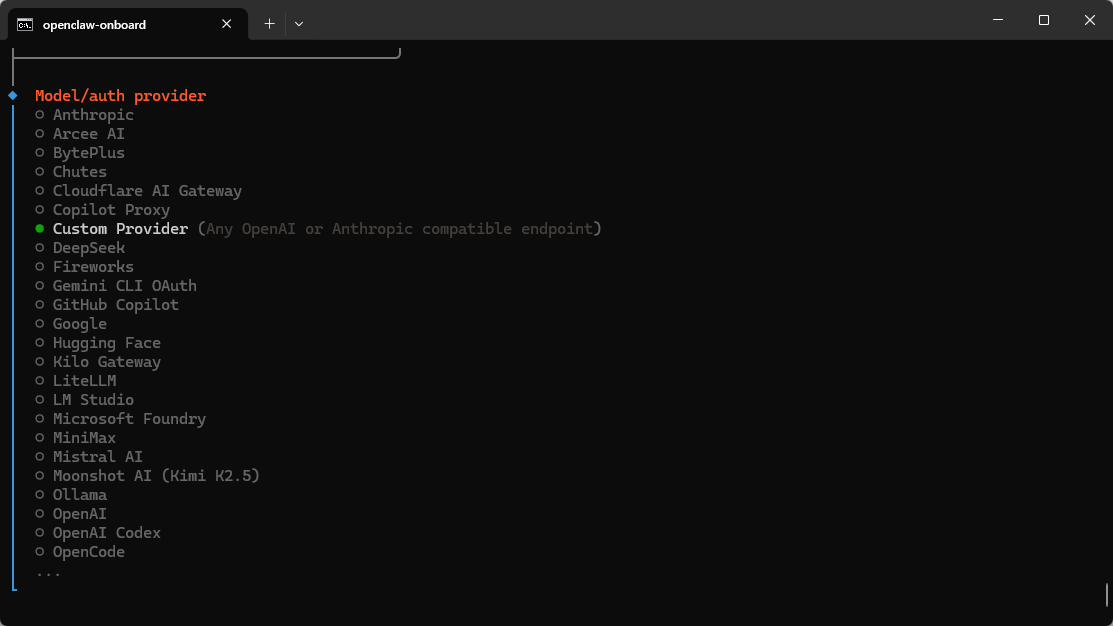 openclaw-onboard
Model/auth provider
Anthropic
Arcee AI
BytePlus
Chutes
Cloudflare AI Gateway
Copilot Proxy
Custom Provider (Any OpenAI or Anthropic compatible endpoint)
DeepSeek
Fireworks
Gemini CLI OAuth
GitHub Copilot
Google
Hugging Face
Kilo Gateway
LiteLLM
LM Studio
Microsoft Foundry
MiniMax
Mistral AI
Moonshot AI (Kimi K2.5)
Ollama
OpenAI
OpenAI Codex
OpenCode
...